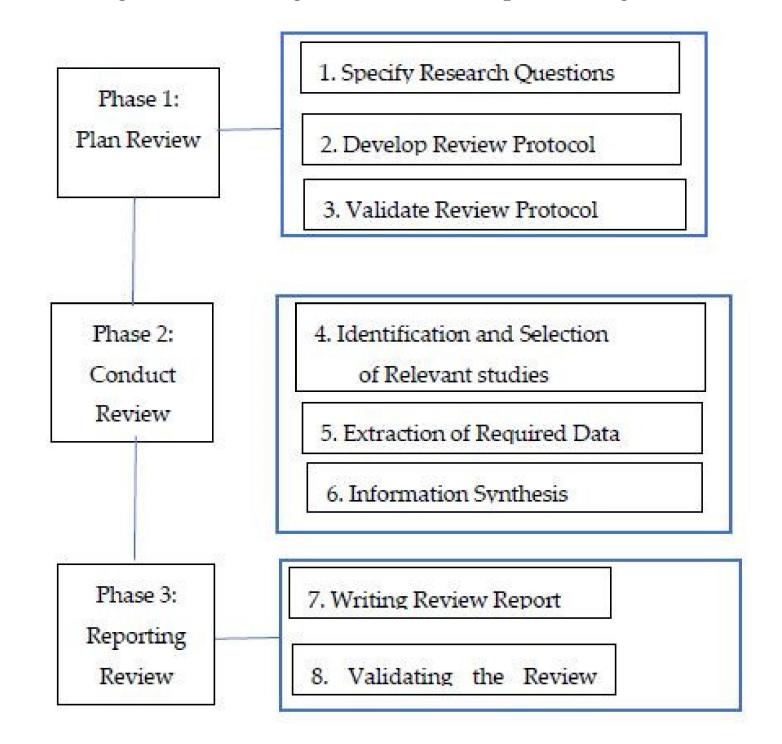 Phase 1:
Plan Review
1. Specify Research Questions
2. Develop Review Protocol
3. Validate Review Protocol
Phase 2:
Conduct
Review
4. Identification and Selection
of Relevant studies
5. Extraction of Required Data
6. Information Synthesis
Phase 3:
Reporting
Review
7. Writing Review Report
8. Validating the Review